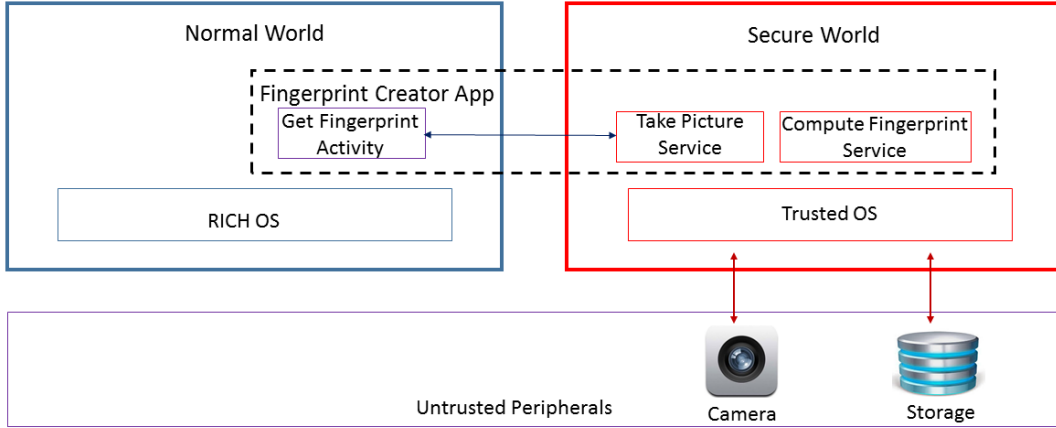 Normal World
Secure World
Fingerprint Creator App
Get Fingerprint
Activity
Take Picture
Service
Compute Fingerprint
Service
RICH OS
Trusted OS
Untrusted Peripherals
Camera
Storage